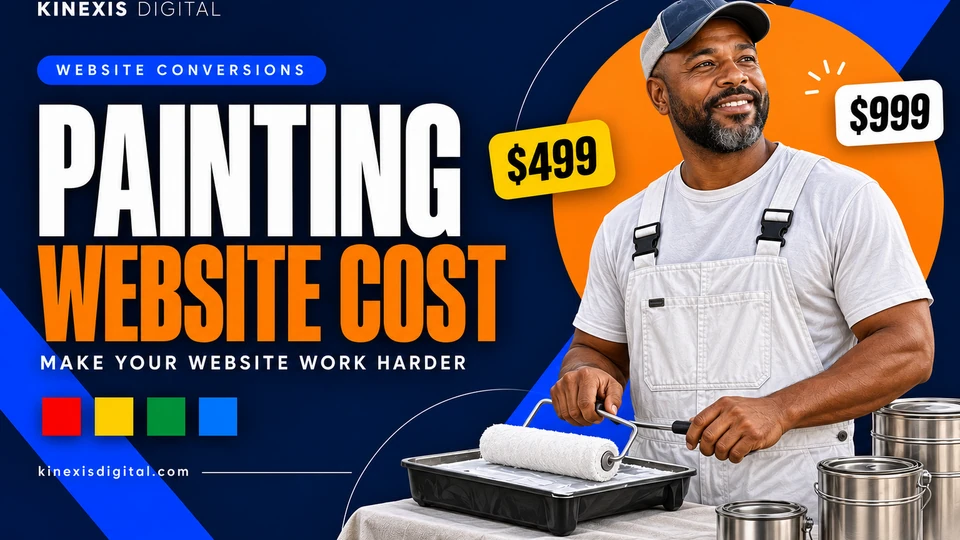 KINEXIS DIGITAL
WEBSITE CONVERSIONS
PAINTING
WEBSITE COST
MAKE YOUR WEBSITE WORK HARDER
kinexisdigital.com
$499
$999